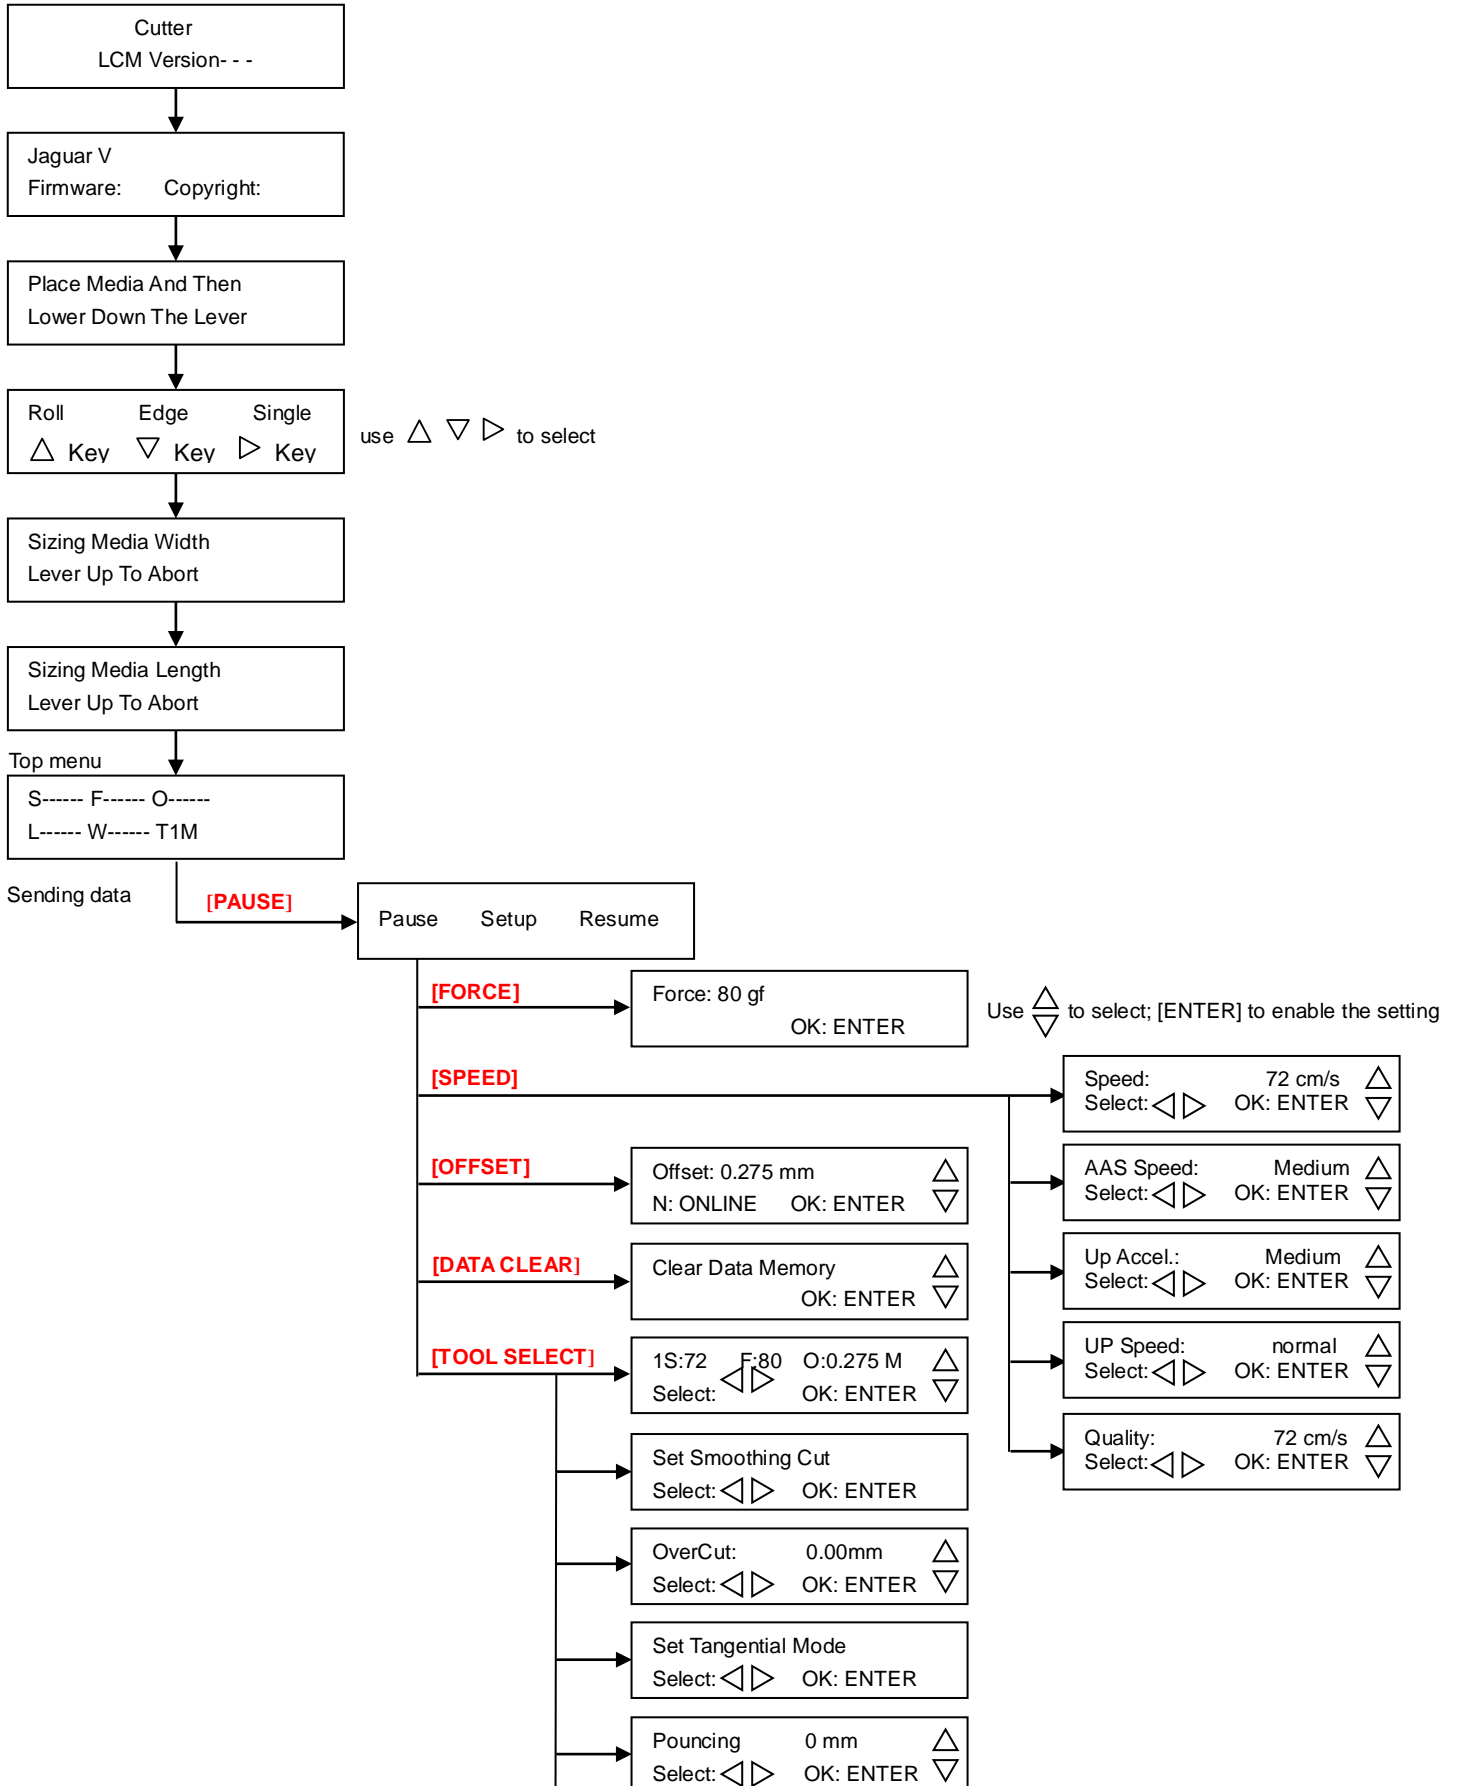 Cutter
LCM Version- - -
Jaguar V
Firmware: Copyright:
Place Media And Then
Lower Down The Lever
Roll Edge Single
Key Key Key
use to select
Sizing Media Width
Lever Up To Abort
Sizing Media Length
Lever Up To Abort
Top menu
S------ F------ O------
L------ W------ T1M
Sending data
[PAUSE]
Pause Setup Resume
[FORCE]
Force: 80 gf
OK: ENTER
Use to select; [ENTER] to enable the setting
[SPEED]
Speed: 72 cm/s
Select: OK: ENTER
AAS Speed: Medium
Select: OK: ENTER
Up Accel.: Medium
Select: OK: ENTER
UP Speed: normal
Select: OK: ENTER
Quality: 72 cm/s
Select: OK: ENTER
[OFFSET]
Offset: 0.275 mm
N: ONLINE OK: ENTER
[DATA CLEAR]
Clear Data Memory
OK: ENTER
[TOOL SELECT]
1S:72 F:80 O:0.275 M
Select: OK: ENTER
Set Smoothing Cut
Select: OK: ENTER
OverCut: 0.00mm
Select: OK: ENTER
Set Tangential Mode
Select: OK: ENTER
Pouncing 0 mm
Select: OK: ENTER